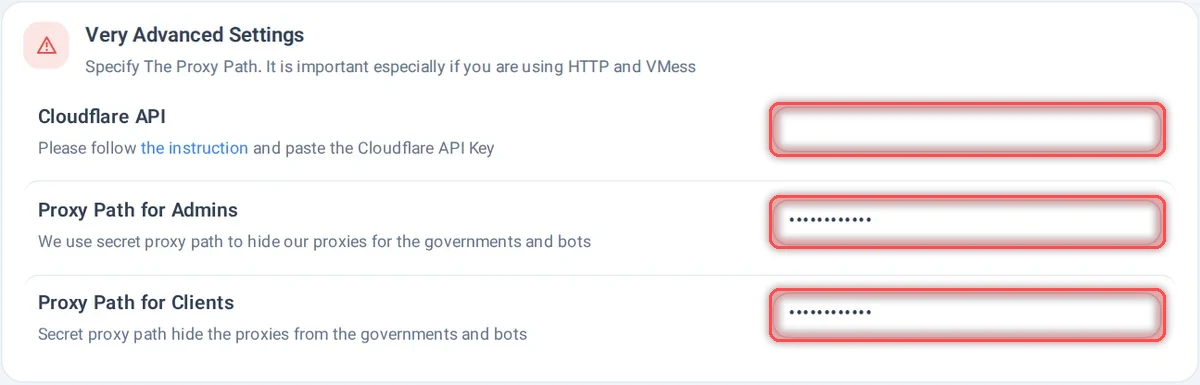 Very Advanced Settings
Specify The Proxy Path. It is important especially if you are using HTTP and VMess
Cloudflare API
Please follow the instruction and paste the Cloudflare API Key
Proxy Path for Admins
••••••••••••
We use secret proxy path to hide our proxies for the governments and bots
Proxy Path for Clients
••••••••••••
Secret proxy path hide the proxies from the governments and bots